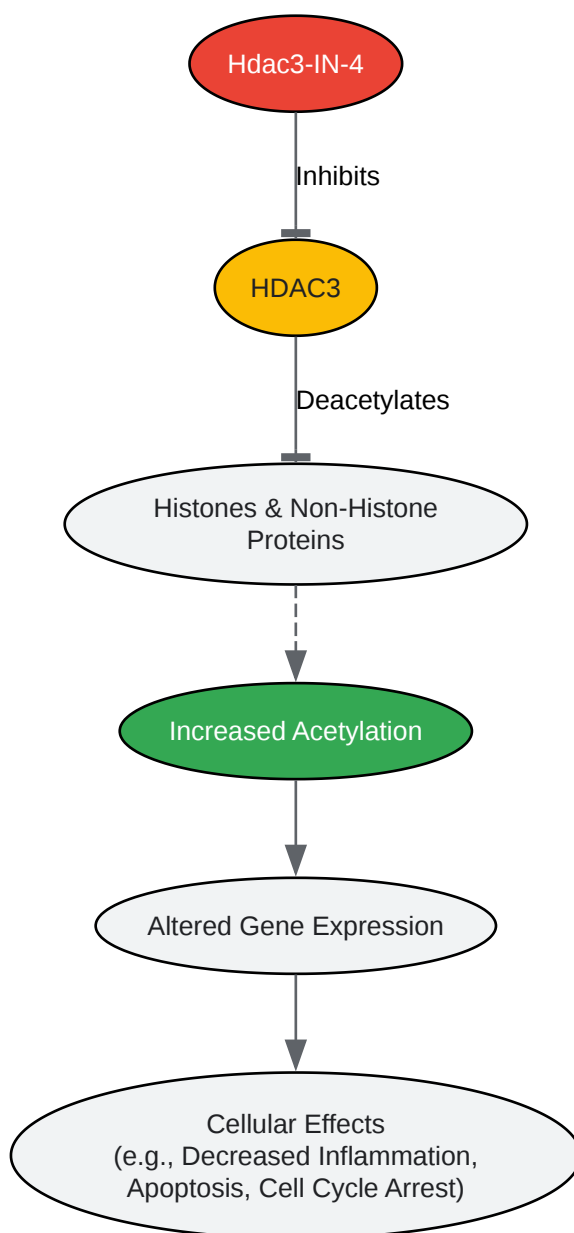 Hdac3-IN-4
Inhibits
HDAC3
Deacetylates
Histones & Non-Histone
Proteins
Increased Acetylation
Altered Gene Expression
Cellular Effects
(e.g., Decreased Inflammation,
Apoptosis, Cell Cycle Arrest)